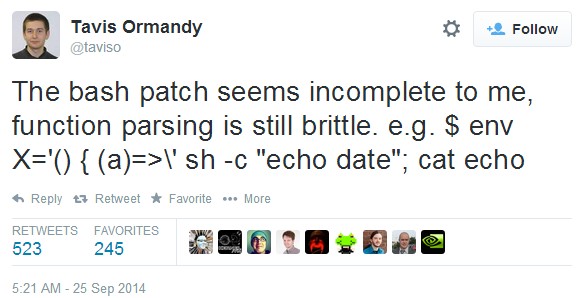 Tavis Ormandy
@taviso
Follow
The bash patch seems incomplete to me,
function parsing is still brittle. e.g. $ env
X='() { (a)=>\' sh -c "echo date"; cat echo
Reply Retweet Favorite More
RETWEETS FAVORITES
523 245
5:21 AM - 25 Sep 2014